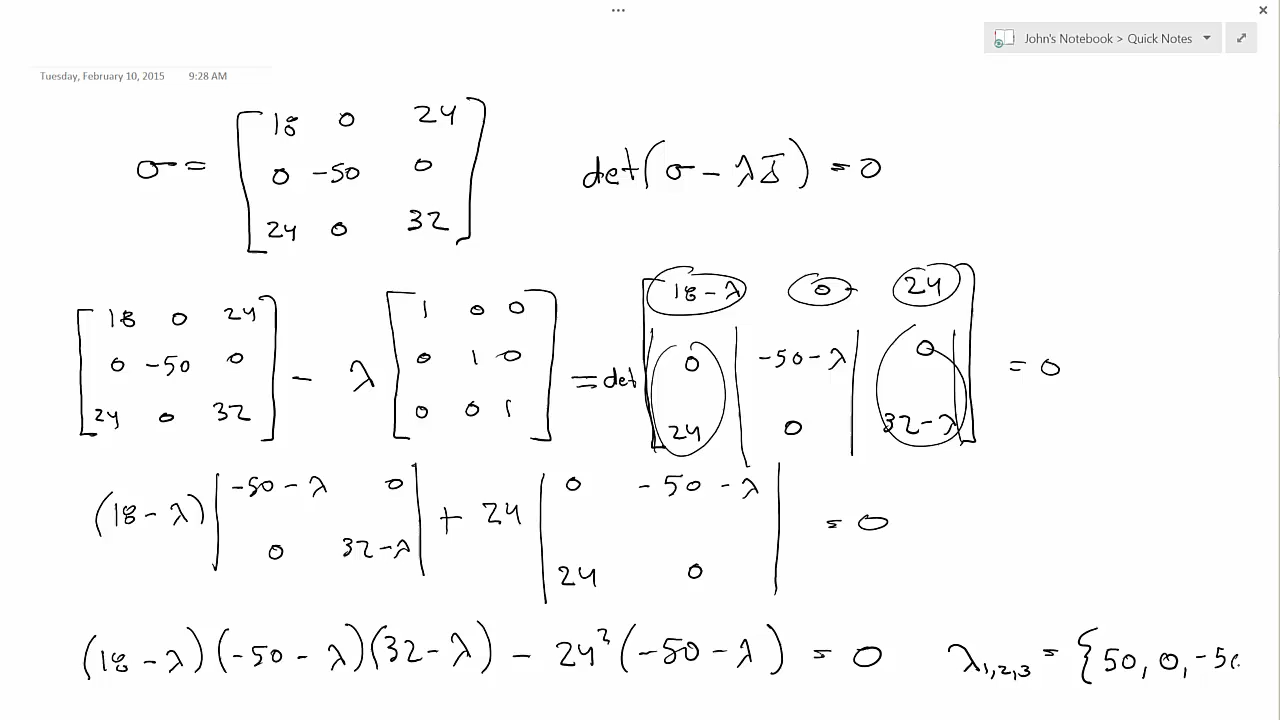 ...
John's Notebook > Quick Notes
Tuesday, February 10, 2015 9:28 AM
σ = [ 18 0 24
0 -50 0
24 0 32 ]
det(σ - λI) = 0
[ 18 0 24
0 -50 0
24 0 32 ]
- λ
[ 1 0 0
0 1 0
0 0 1 ]
= det
[ 18 - λ 0 24
0 -50 - λ 0
24 0 32 - λ ]
= 0
(18 - λ) | -50 - λ 0
0 32 - λ |
+ 24 | 0 -50 - λ
24 0 |
= 0
(18 - λ)(-50 - λ)(32 - λ) - 24²(-50 - λ) = 0
λ1,2,3 = { 50, 0, -50